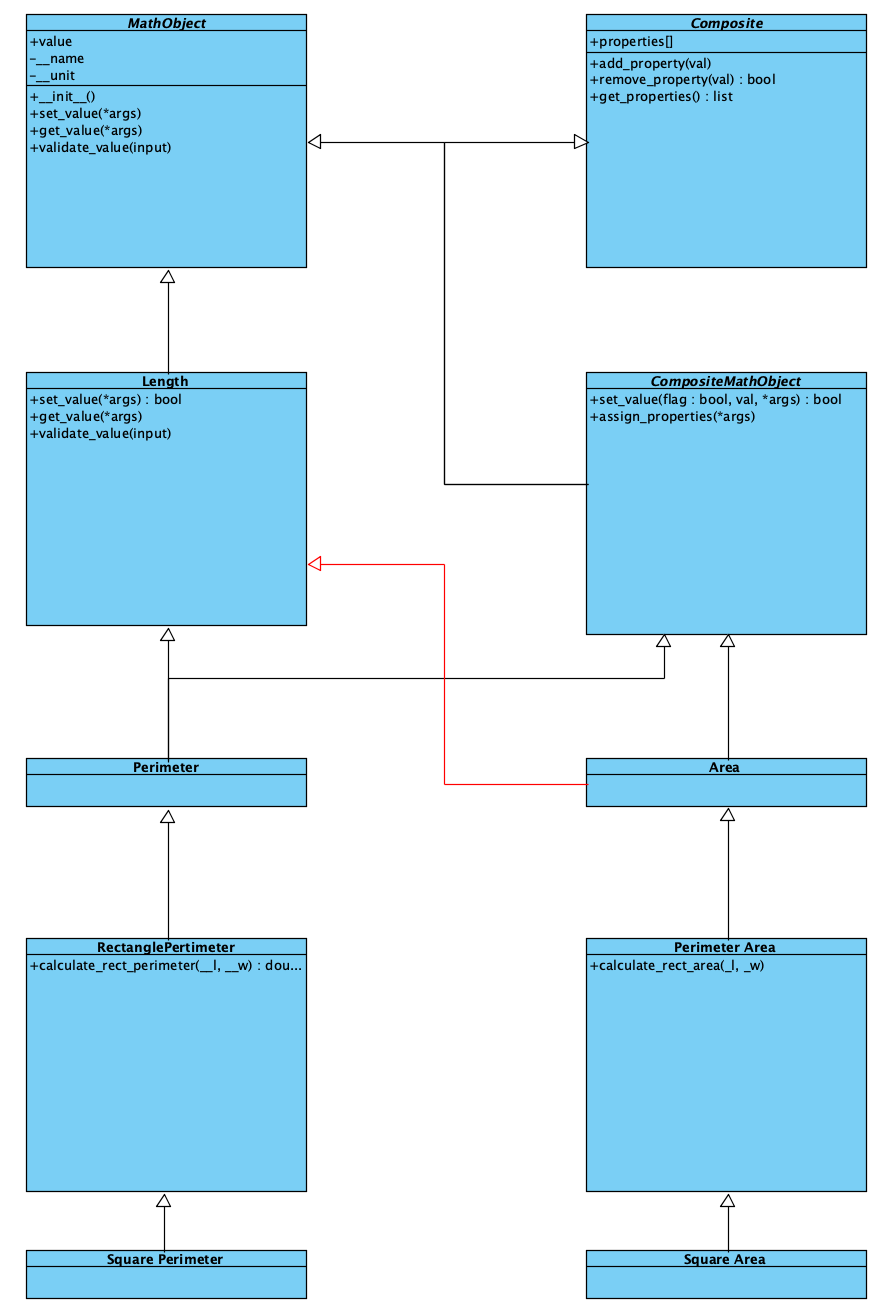 MathObject
+value
-__name
-__unit
+__init__()
+set_value(*args)
+get_value(*args)
+validate_value(input)
Composite
+properties[]
+add_property(val)
+remove_property(val) : bool
+get_properties() : list
Length
+set_value(*args) : bool
+get_value(*args)
+validate_value(input)
CompositeMathObject
+set_value(flag : bool, val, *args) : bool
+assign_properties(*args)
Perimeter
Area
RectanglePertimeter
+calculate_rect_perimeter(__l, __w) : dou...
Perimeter Area
+calculate_rect_area(_l, _w)
Square Perimeter
Square Area